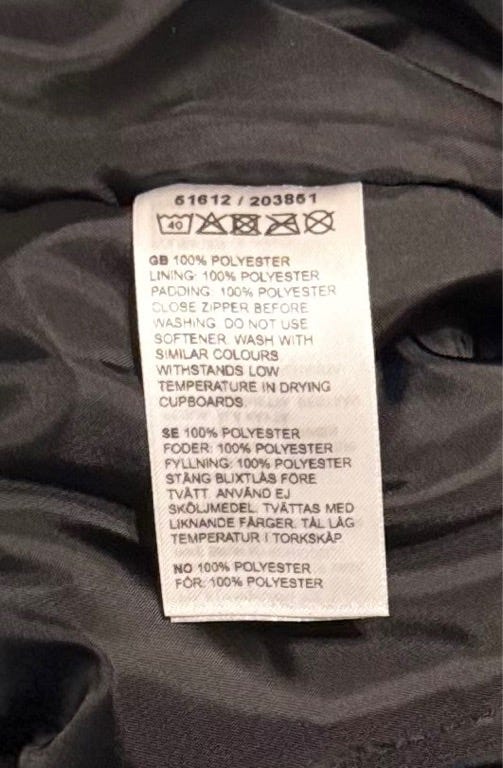 51612 / 203851
40
GB 100% POLYESTER
LINING: 100% POLYESTER
PADDING: 100% POLYESTER
CLOSE ZIPPER BEFORE
WASHING. DO NOT USE
SOFTENER. WASH WITH
SIMILAR COLOURS
WITHSTANDS LOW
TEMPERATURE IN DRYING
CUPBOARDS.
SE 100% POLYESTER
FODER: 100% POLYESTER
FYLLNING: 100% POLYESTER
STÄNG BLIXTLÅS FÖRE
TVÄTT. ANVÄND EJ
SKÖLJMEDEL. TVÄTTAS MED
LIKNANDE FÄRGER. TÅL LÅG
TEMPERATUR I TORKSKÅP
NO 100% POLYESTER
FÓR: 100% POLYESTER